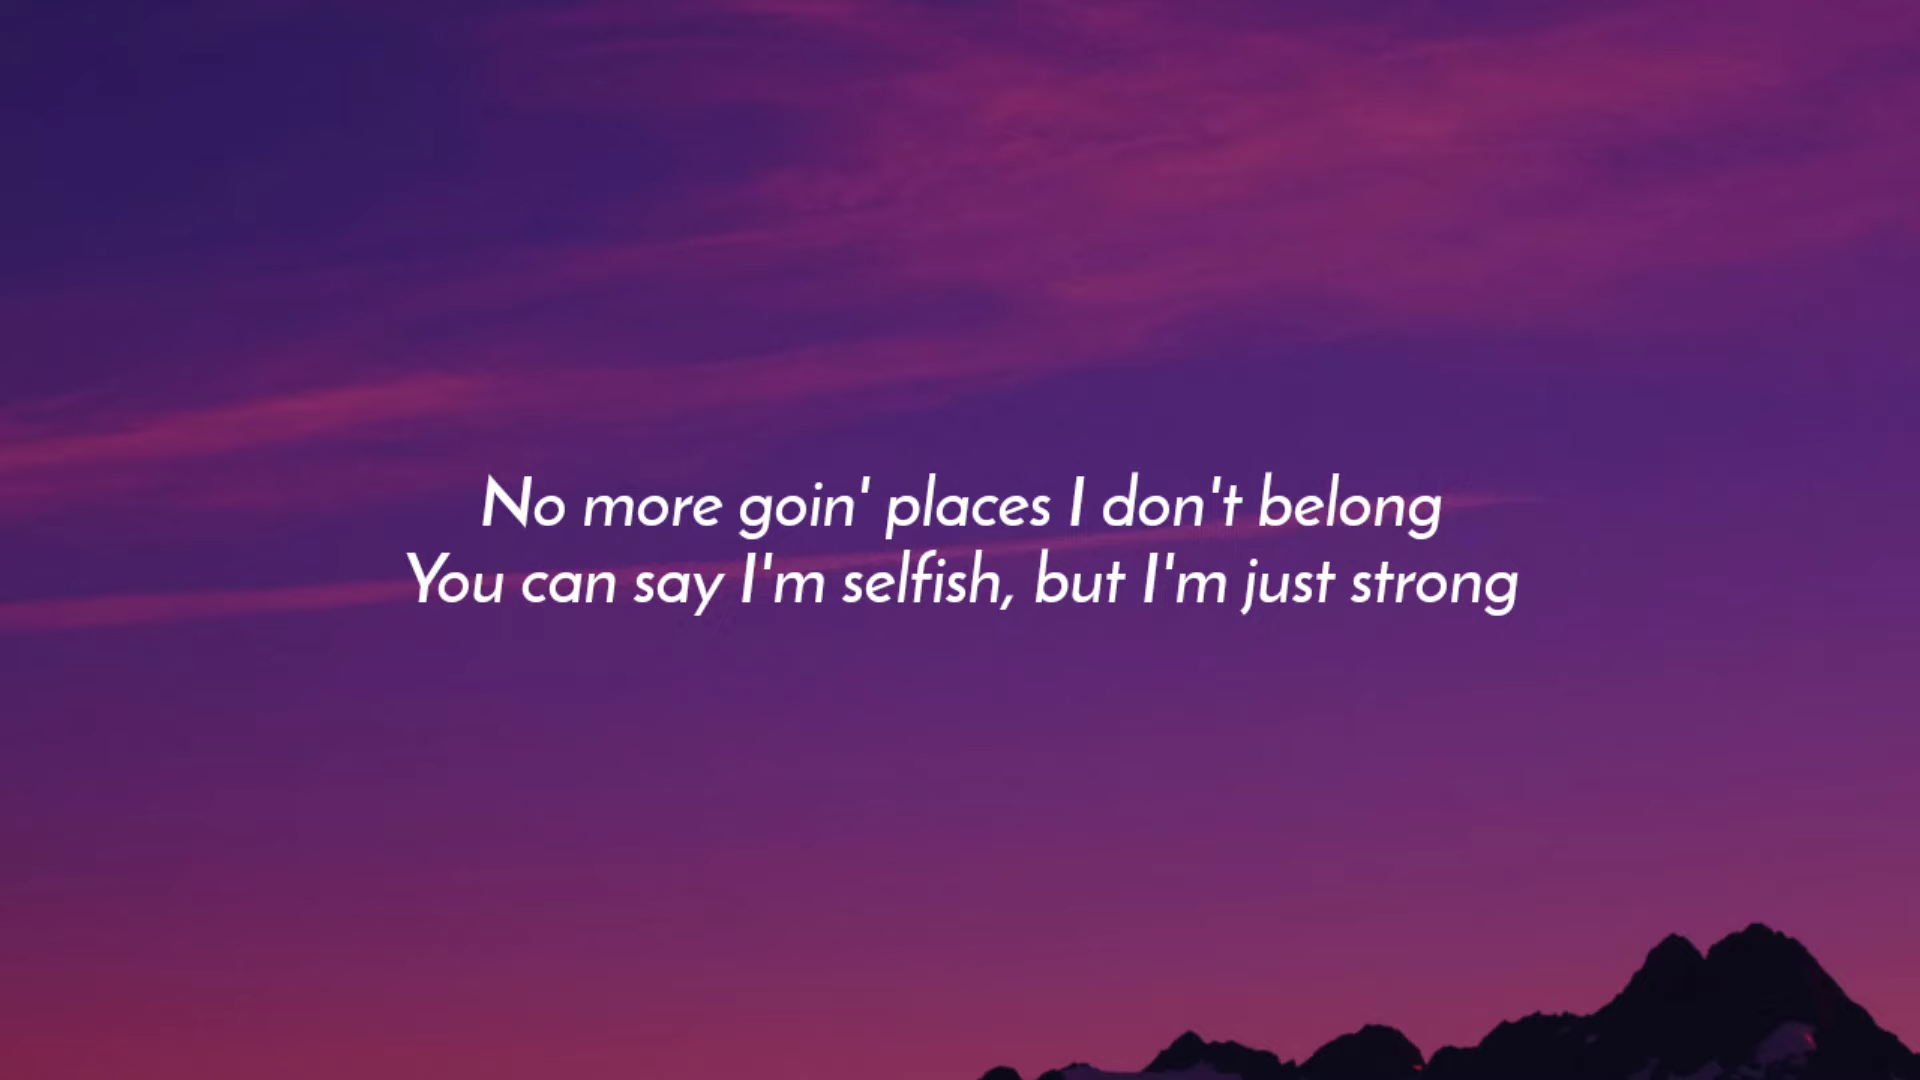 No more goin' places I don't belong
You can say I'm selfish, but I'm just strong